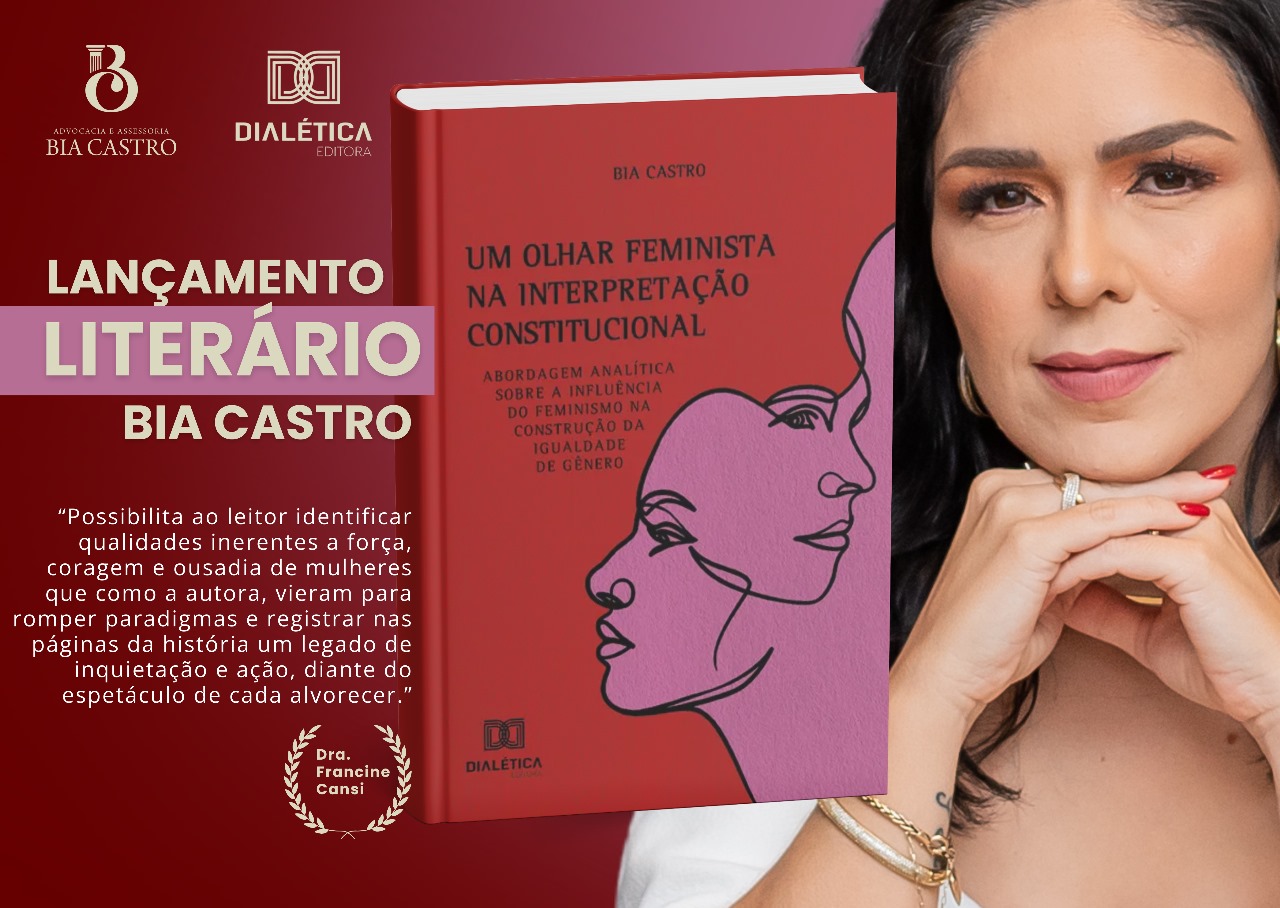 ADVOCACIA E ASSESSORIA
BIA CASTRO
DIALÉTICA
EDITORA
LANÇAMENTO
LITERÁRIO
BIA CASTRO
“Possibilita ao leitor identificar
qualidades inerentes a força,
coragem e ousadia de mulheres
que como a autora, vieram para
romper paradigmas e registrar nas
páginas da história um legado de
inquietação e ação, diante do
espetáculo de cada alvorecer.”
Dra.
Francine
Cansi
BIA CASTRO
UM OLHAR FEMINISTA
NA INTERPRETAÇÃO
CONSTITUCIONAL
ABORDAGEM ANALÍTICA
SOBRE A INFLUÊNCIA
DO FEMINISMO NA
CONSTRUÇÃO DA
IGUALDADE
DE GÊNERO
DIALÉTICA
EDITORA